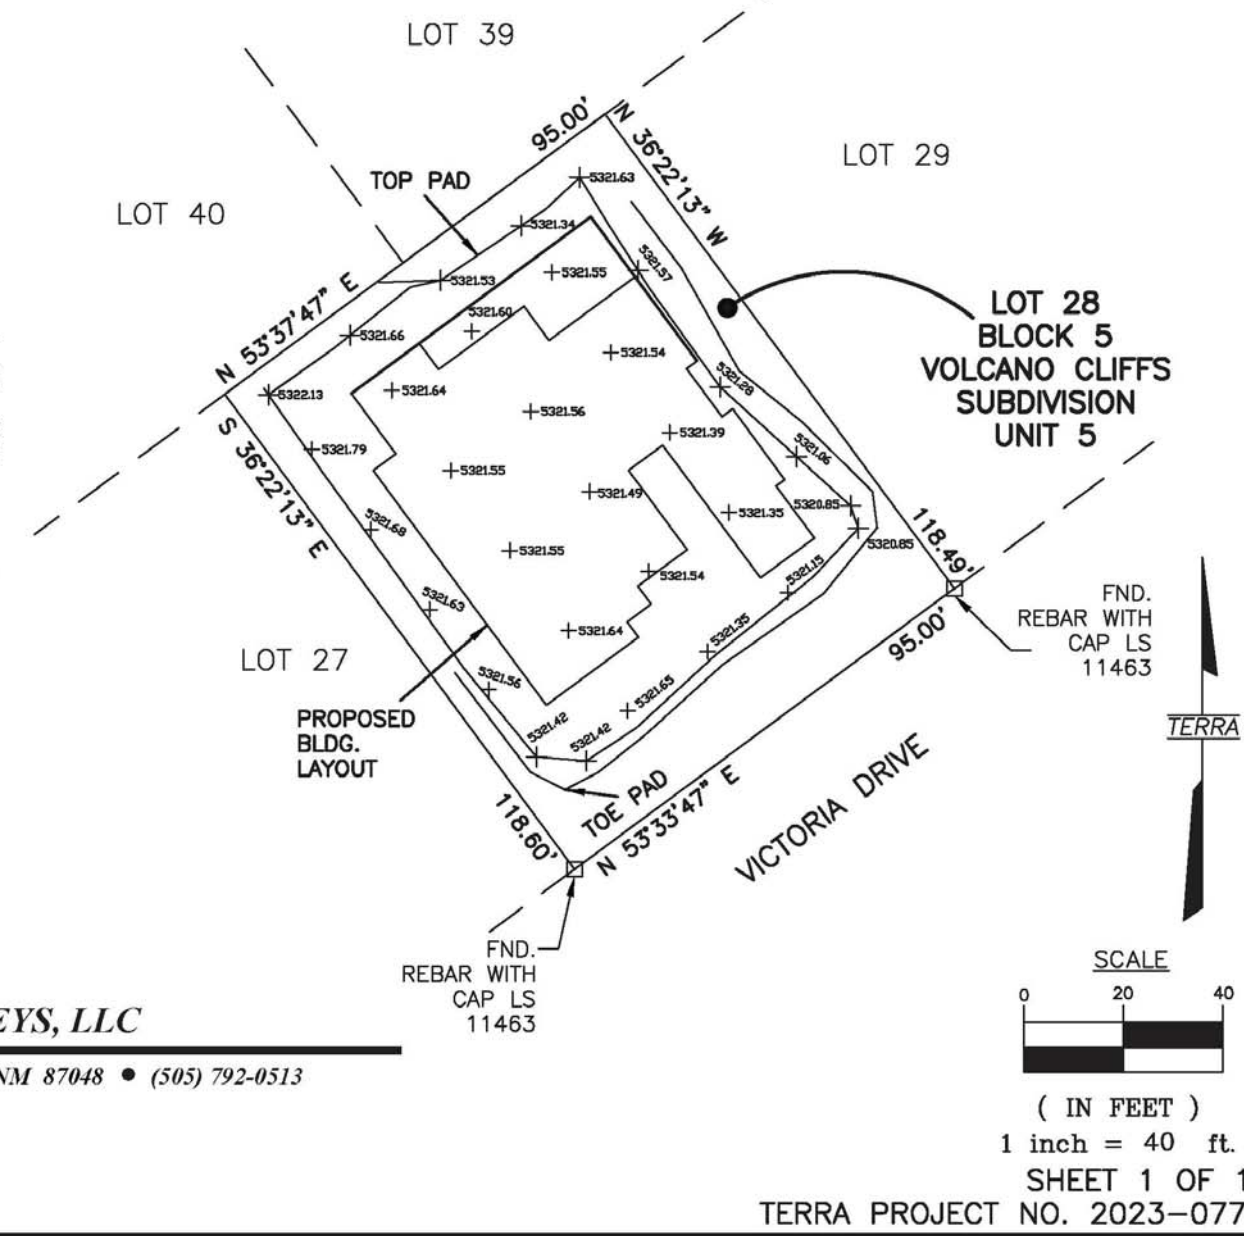 LOT 39
95.00'
N 36°22'13" W
LOT 29
TOP PAD
LOT 40
5321.63
5321.34
5321.57
5321.55
5321.53
N 53°37'47" E
5321.60
LOT 28
BLOCK 5
VOLCANO CLIFFS
SUBDIVISION
UNIT 5
5321.66
5321.54
5321.28
5322.13
5321.64
5321.56
5321.39
S 36°22'13" E
5321.79
5321.06
5321.55
5321.49
5320.85
5321.35
118.49'
5321.68
5320.85
5321.55
5321.54
5321.15
FND.
REBAR WITH
CAP LS
11463
5321.63
5321.64
5321.35
95.00'
LOT 27
5321.56
5321.65
PROPOSED
BLDG.
LAYOUT
5321.42
5321.42
TERRA
TOE PAD
VICTORIA DRIVE
118.60'
N 53°33'47" E
FND.
REBAR WITH
CAP LS
11463
SCALE
0 20 40
( IN FEET )
1 inch = 40 ft.
EYS, LLC
NM 87048 ● (505) 792-0513
SHEET 1 OF 1
TERRA PROJECT NO. 2023-077